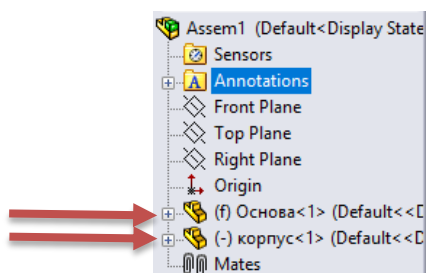 Assem1 (Default<Display State
Sensors
A
Annotations
Front Plane
Top Plane
Right Plane
Origin
(f) Основа<1> (Default<<D
(-) корпус<1> (Default<<D
Mates